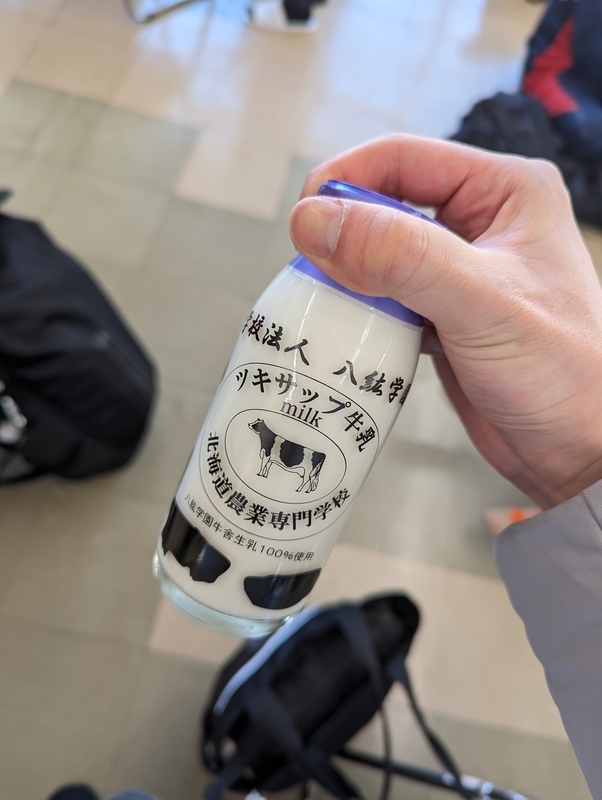 校法人 八紘学
ツキサップ牛乳
milk
北海道農業専門学校
八紘学園牛舎生乳100%使用